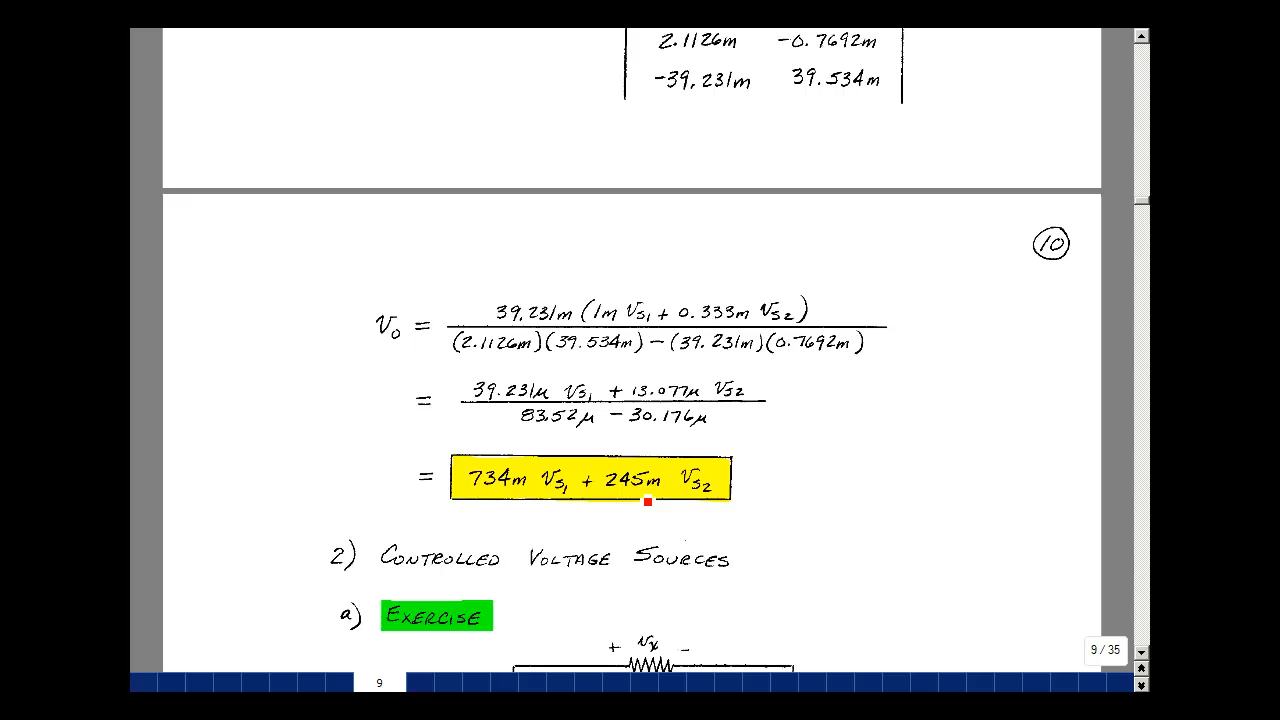 2.1126m -0.7692m
-39.231m 39.534m
10
V₀ = 39.231m (1m Vs₁ + 0.333m Vs₂)
(2.1126m)(39.534m) - (39.231m)(0.7692m)
= 39.231μ Vs₁ + 13.077μ Vs₂
83.52μ - 30.176μ
= 734m Vs₁ + 245m Vs₂
2) CONTROLLED VOLTAGE SOURCES
a) EXERCISE
+ Vx -
9 / 35
9